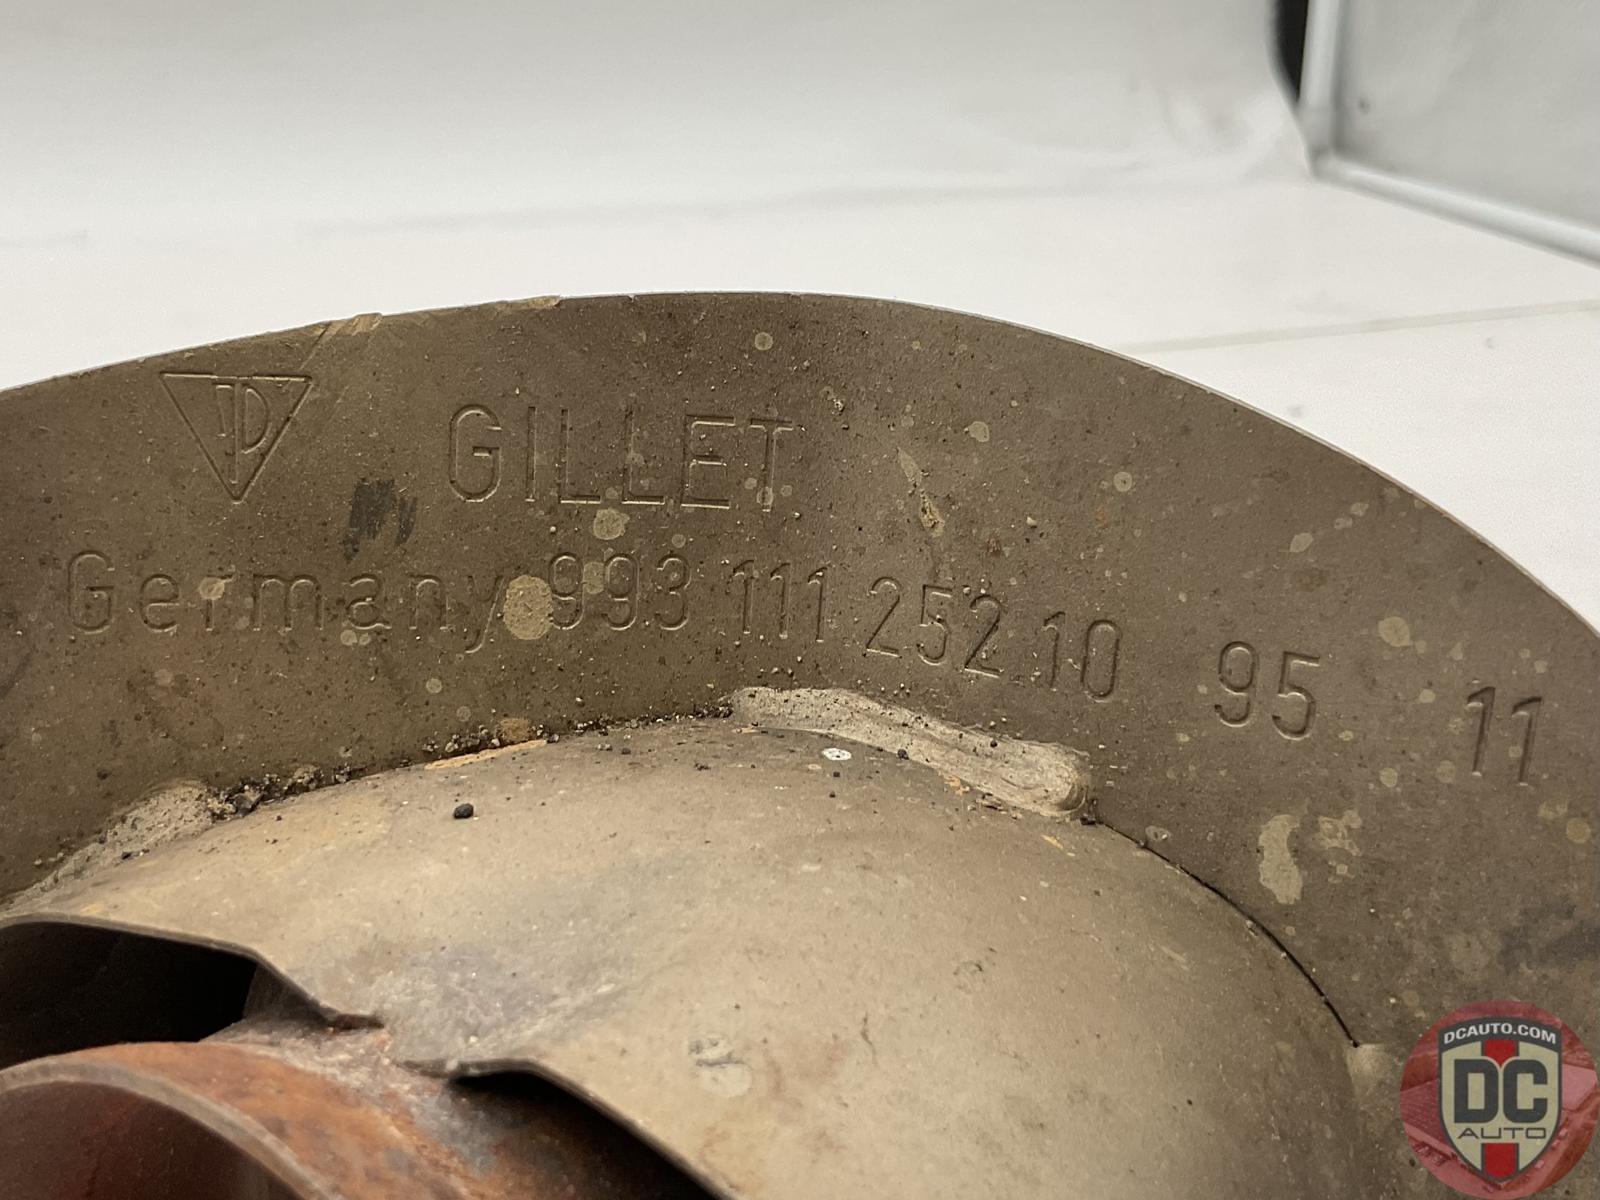 GILLET
Germany 993 111 252 10 95 11
DCAUTO.COM
DC
AUTO